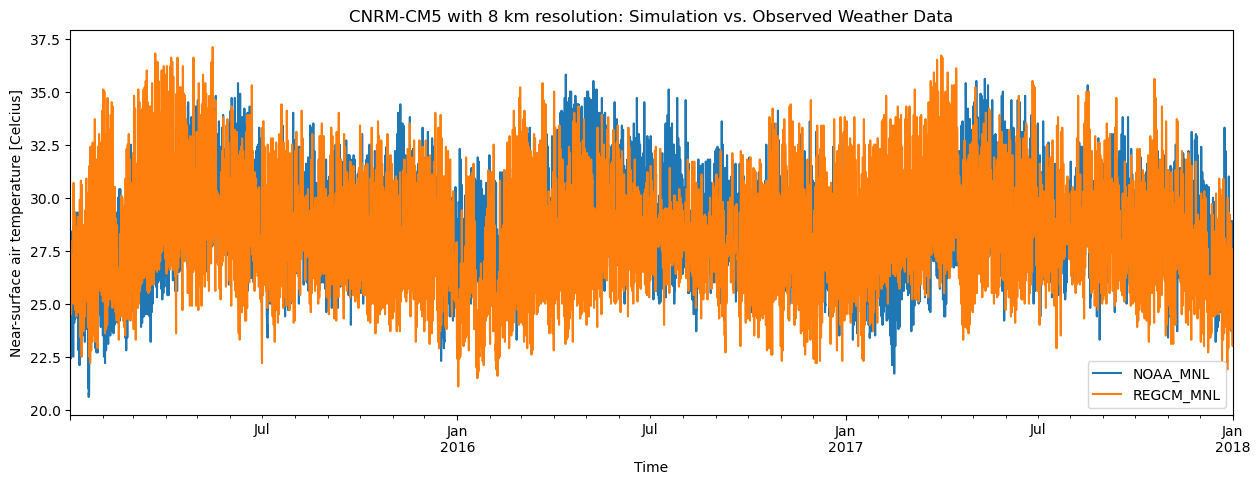 CNRM-CM5 with 8 km resolution: Simulation vs. Observed Weather Data
Near-surface air temperature [Celcius]
37.5
35.0
32.5
30.0
27.5
25.0
22.5
20.0
NOAA_MNL
REGCM_MNL
Jul
Jan
2016
Jul
Jan
2017
Jul
Jan
2018
Time